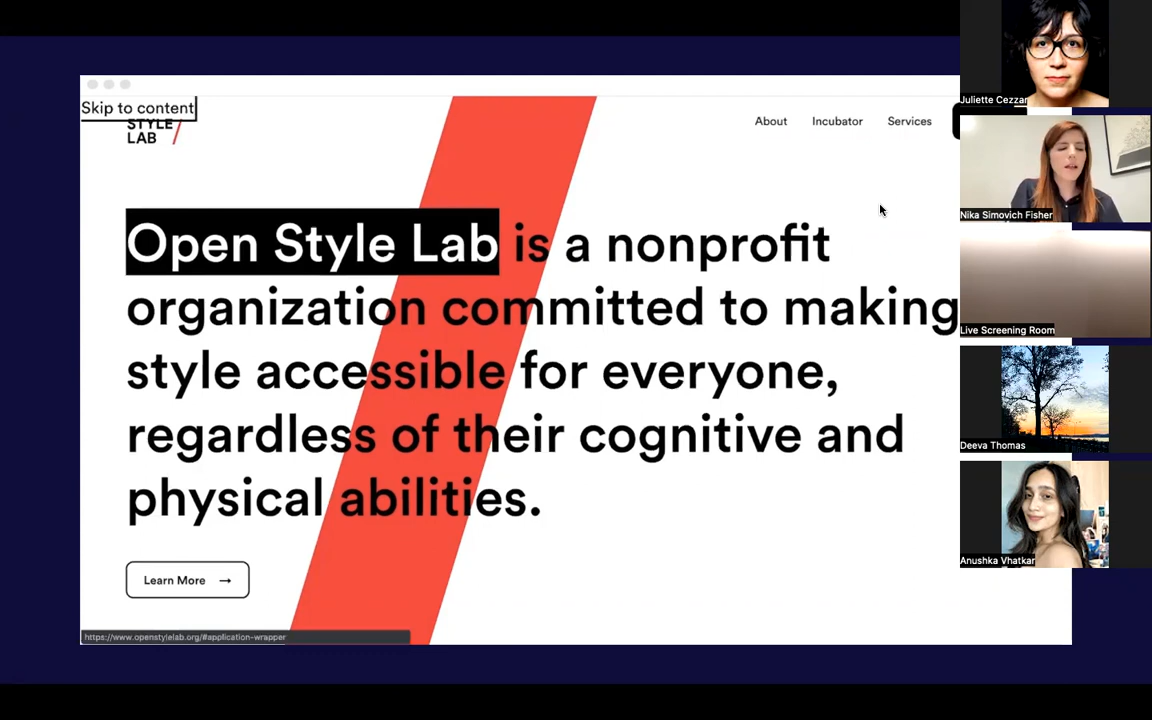 Skip to content
STYLE
LAB
About
Incubator
Services
Open Style Lab is a nonprofit
organization committed to making
style accessible for everyone,
regardless of their cognitive and
physical abilities.
Learn More →
https://www.openstylelab.org/#application-wrapper
Juliette Cezzar
Nika Simovich Fisher
Live Screening Room
Deeva Thomas
Anushka Vhatkar